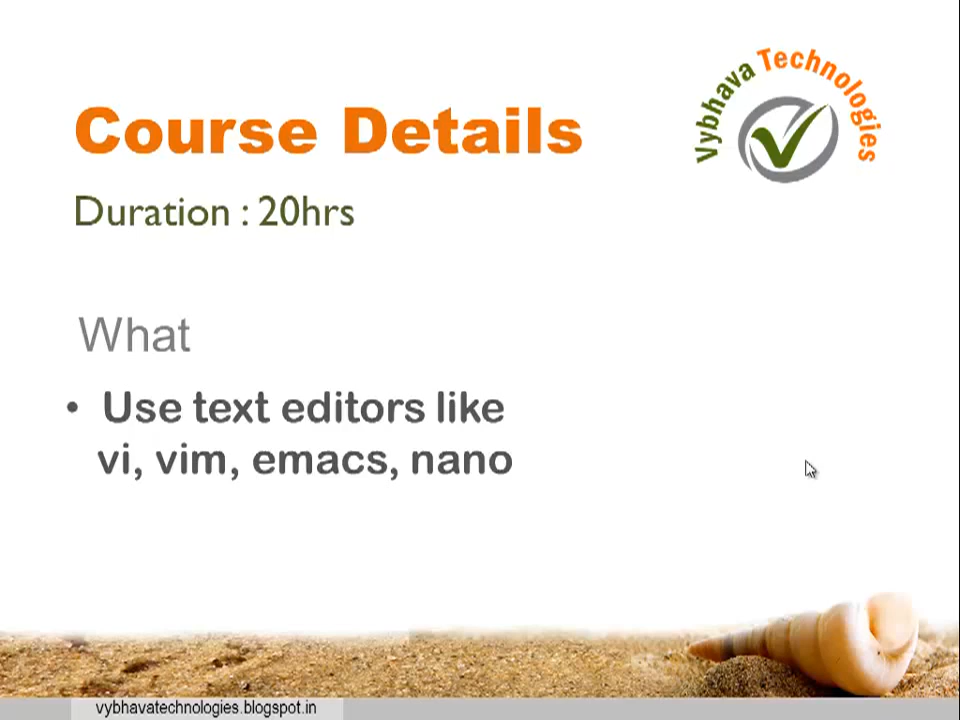 Vybhava Technologies
Course Details
Duration : 20hrs
What
• Use text editors like
vi, vim, emacs, nano
vybhavatechnologies.blogspot.in